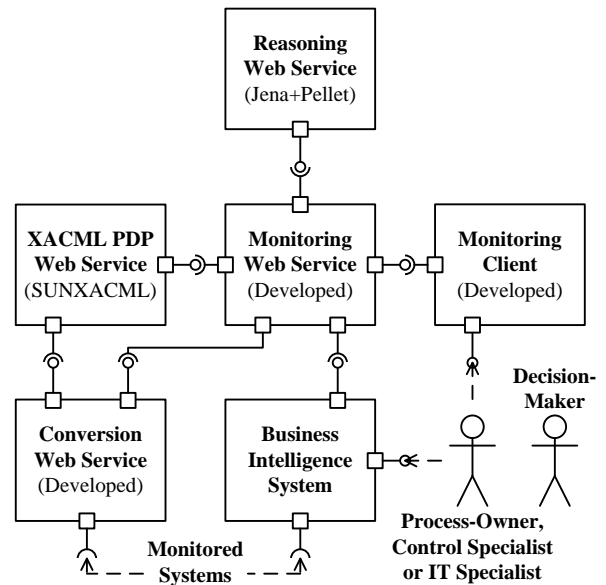 Reasoning
Web Service
(Jena+Pellet)
XACML PDP
Web Service
(SUNXACML)
Monitoring
Web Service
(Developed)
Monitoring
Client
(Developed)
Decision-
Maker
Conversion
Web Service
(Developed)
Business
Intelligence
System
Process-Owner,
Control Specialist
or IT Specialist
Monitored
Systems